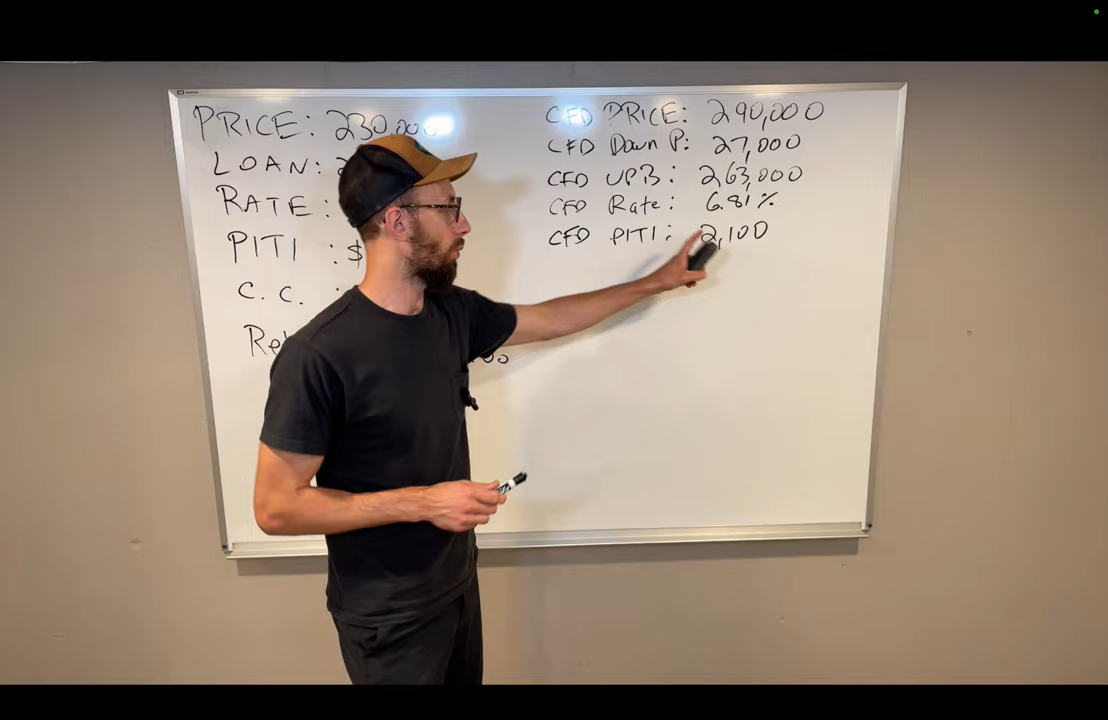 PRICE: 230,000
LOAN:
RATE:
PITI : $
C.C. :
CFD PRICE: 290,000
CFD Down P: 27,000
CFD UPB: 263,000
CFD Rate: 6.81%
CFD PITI: 2,100